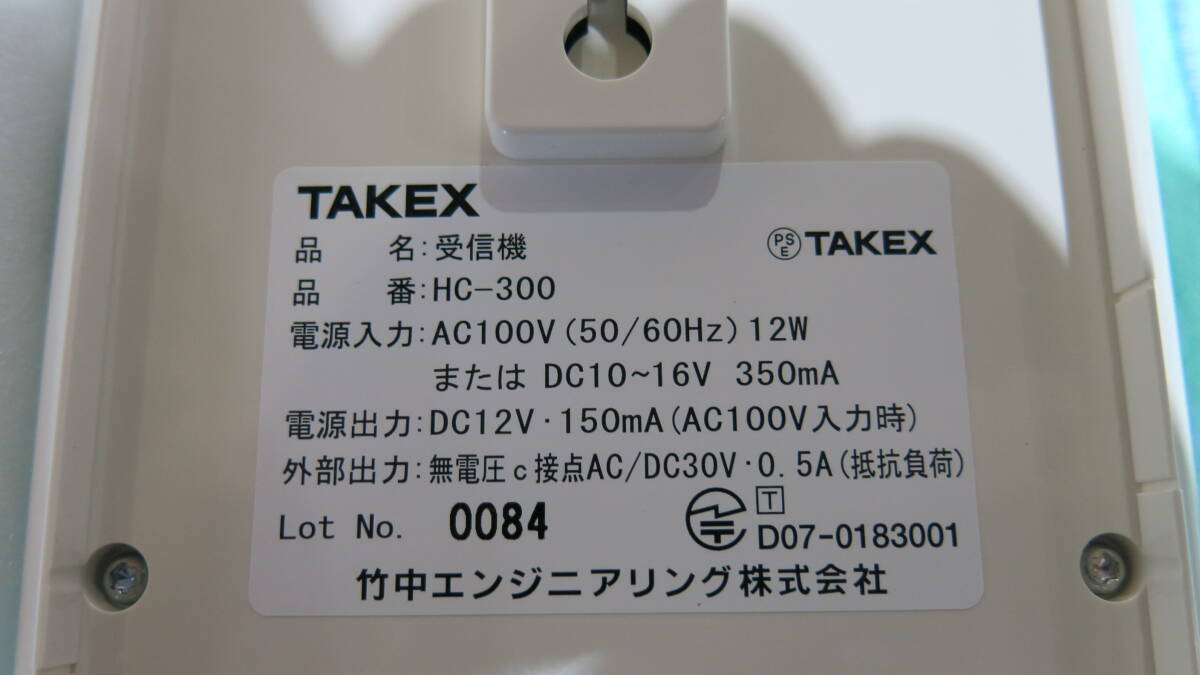 TAKEX
品 名:受信機
PSE TAKEX
品 番:HC-300
電源入力:AC100V(50/60Hz)12W
または DC10~16V 350mA
電源出力:DC12V・150mA(AC100V入力時)
外部出力:無電圧c接点AC/DC30V・0.5A(抵抗負荷)
Lot No. 0084
T
D07-0183001
竹中エンジニアリング株式会社